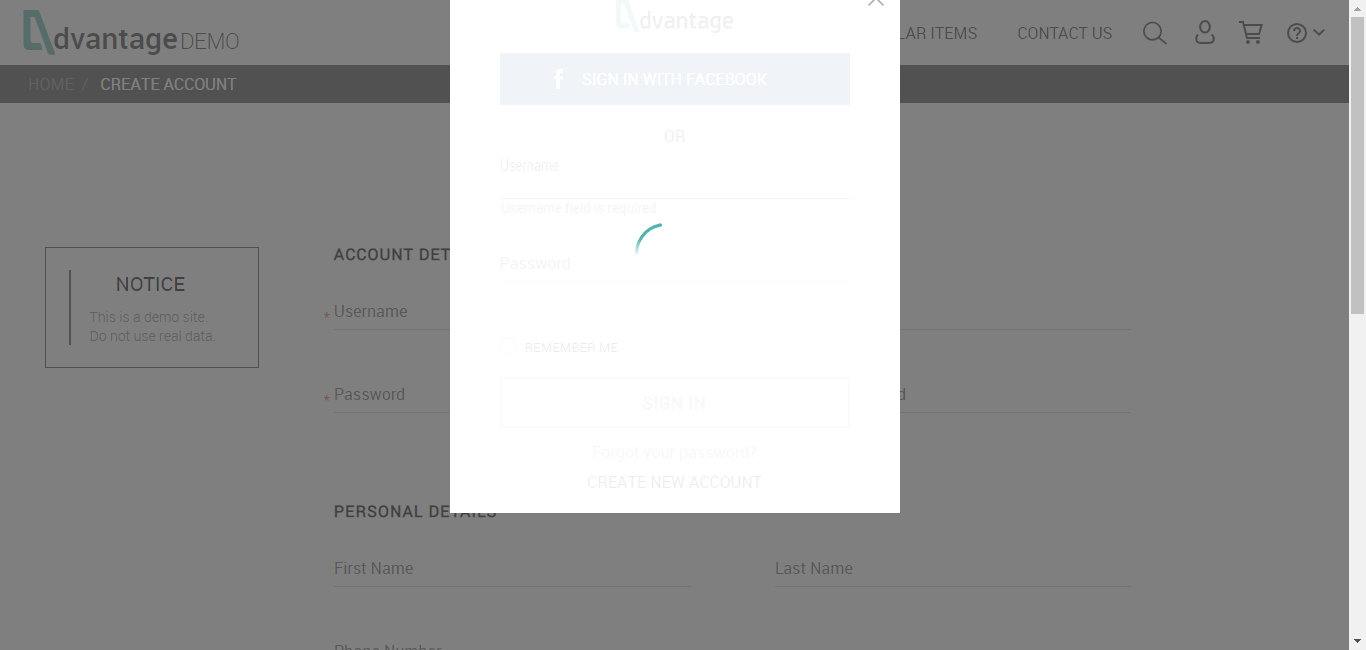 dvantage DEMO
dvantage
LAR ITEMS
CONTACT US
HOME / CREATE ACCOUNT
SIGN IN WITH FACEBOOK
OR
Username
Username field is required
Password
REMEMBER ME
SIGN IN
Forgot your password?
CREATE NEW ACCOUNT
NOTICE
This is a demo site.
Do not use real data.
ACCOUNT DET
* Username
* Password
d
PERSONAL DETAILS
First Name
Last Name
Phone Number